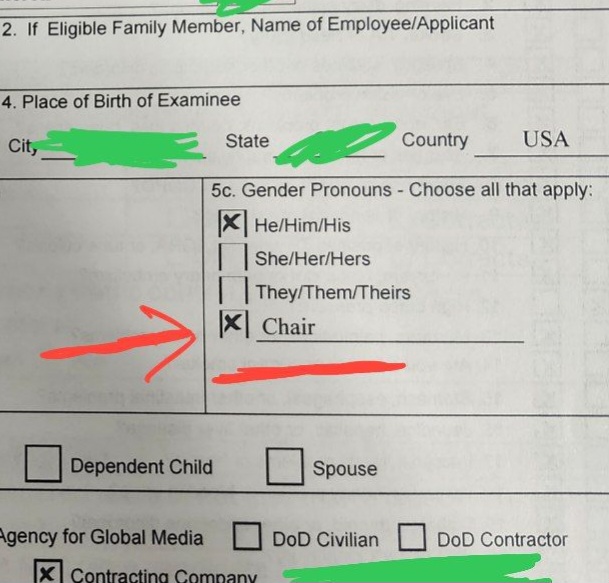 2. If Eligible Family Member, Name of Employee/Applicant
4. Place of Birth of Examinee
City State Country USA
5c. Gender Pronouns - Choose all that apply:
He/Him/His
She/Her/Hers
They/Them/Theirs
Chair
Dependent Child Spouse
Agency for Global Media DoD Civilian DoD Contractor
Contracting Company